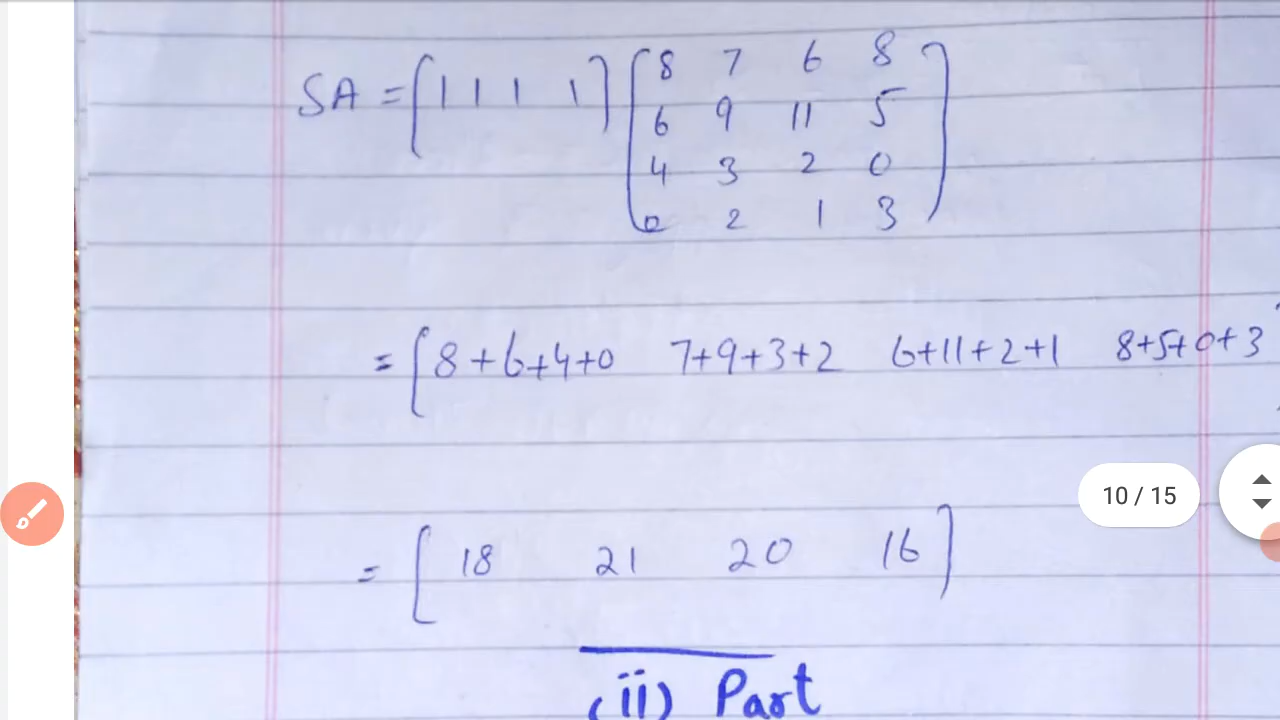 SA = [1 1 1 1] [8 7 6 8
6 9 11 5
4 3 2 0
0 2 1 3]
= [8+6+4+0 7+9+3+2 6+11+2+1 8+5+0+3]
10 / 15
= [18 21 20 16]
(ii) Part